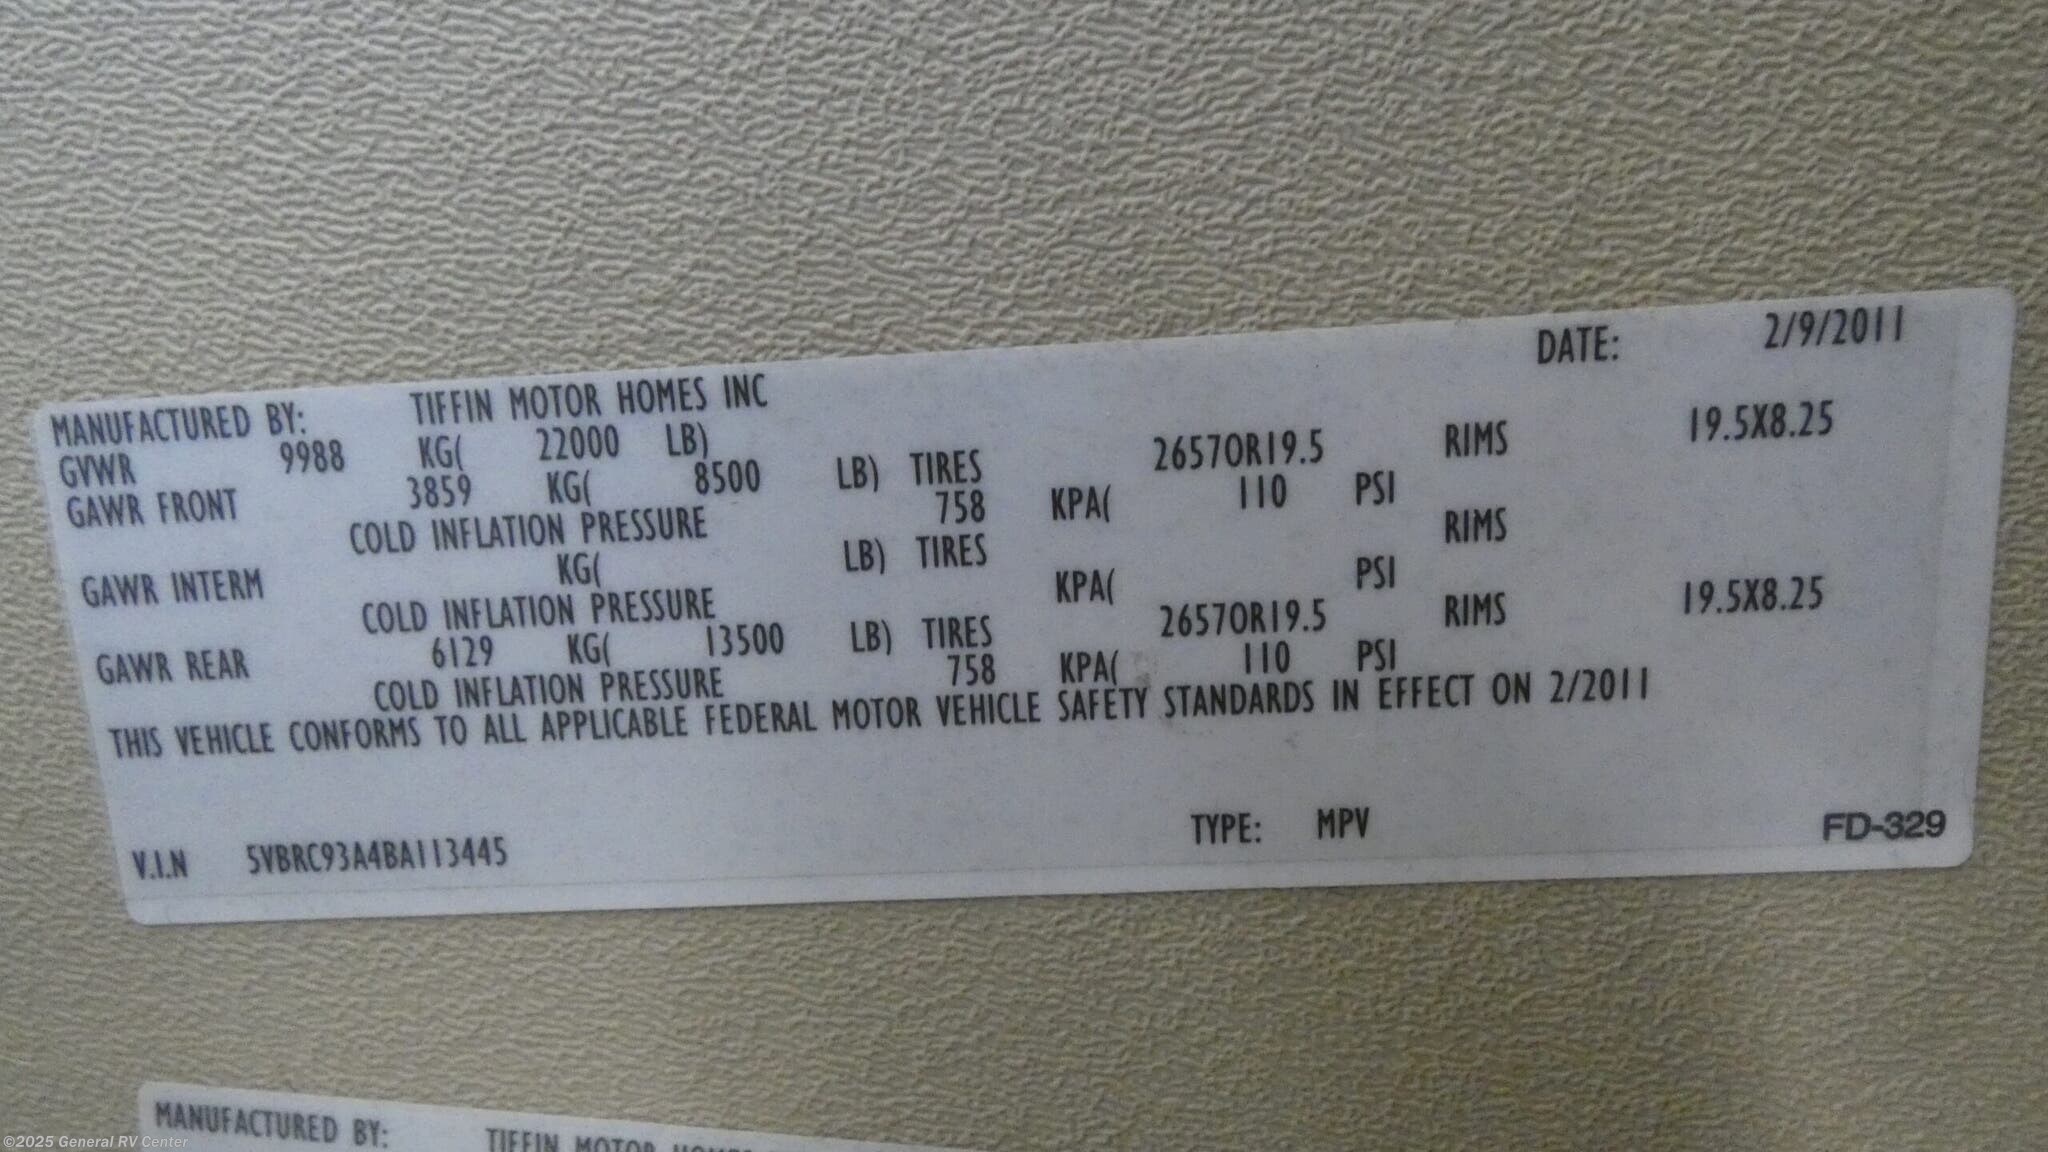 DATE: 2/9/2011
MANUFACTURED BY: TIFFIN MOTOR HOMES INC
GVWR 9988 KG( 22000 LB)
GAWR FRONT 3859 KG( 8500 LB) TIRES 26570R19.5 RIMS 19.5X8.25
COLD INFLATION PRESSURE 758 KPA( 110 PSI
GAWR INTERM KG( LB) TIRES RIMS
COLD INFLATION PRESSURE KPA( PSI
GAWR REAR 6129 KG( 13500 LB) TIRES 26570R19.5 RIMS 19.5X8.25
COLD INFLATION PRESSURE 758 KPA( 110 PSI
THIS VEHICLE CONFORMS TO ALL APPLICABLE FEDERAL MOTOR VEHICLE SAFETY STANDARDS IN EFFECT ON 2/2011
V.I.N 5VBRC93A4BA113445 TYPE: MPV FD-329
MANUFACTURED BY: TIFFIN MOTOR HOMES
©2025 General RV Center